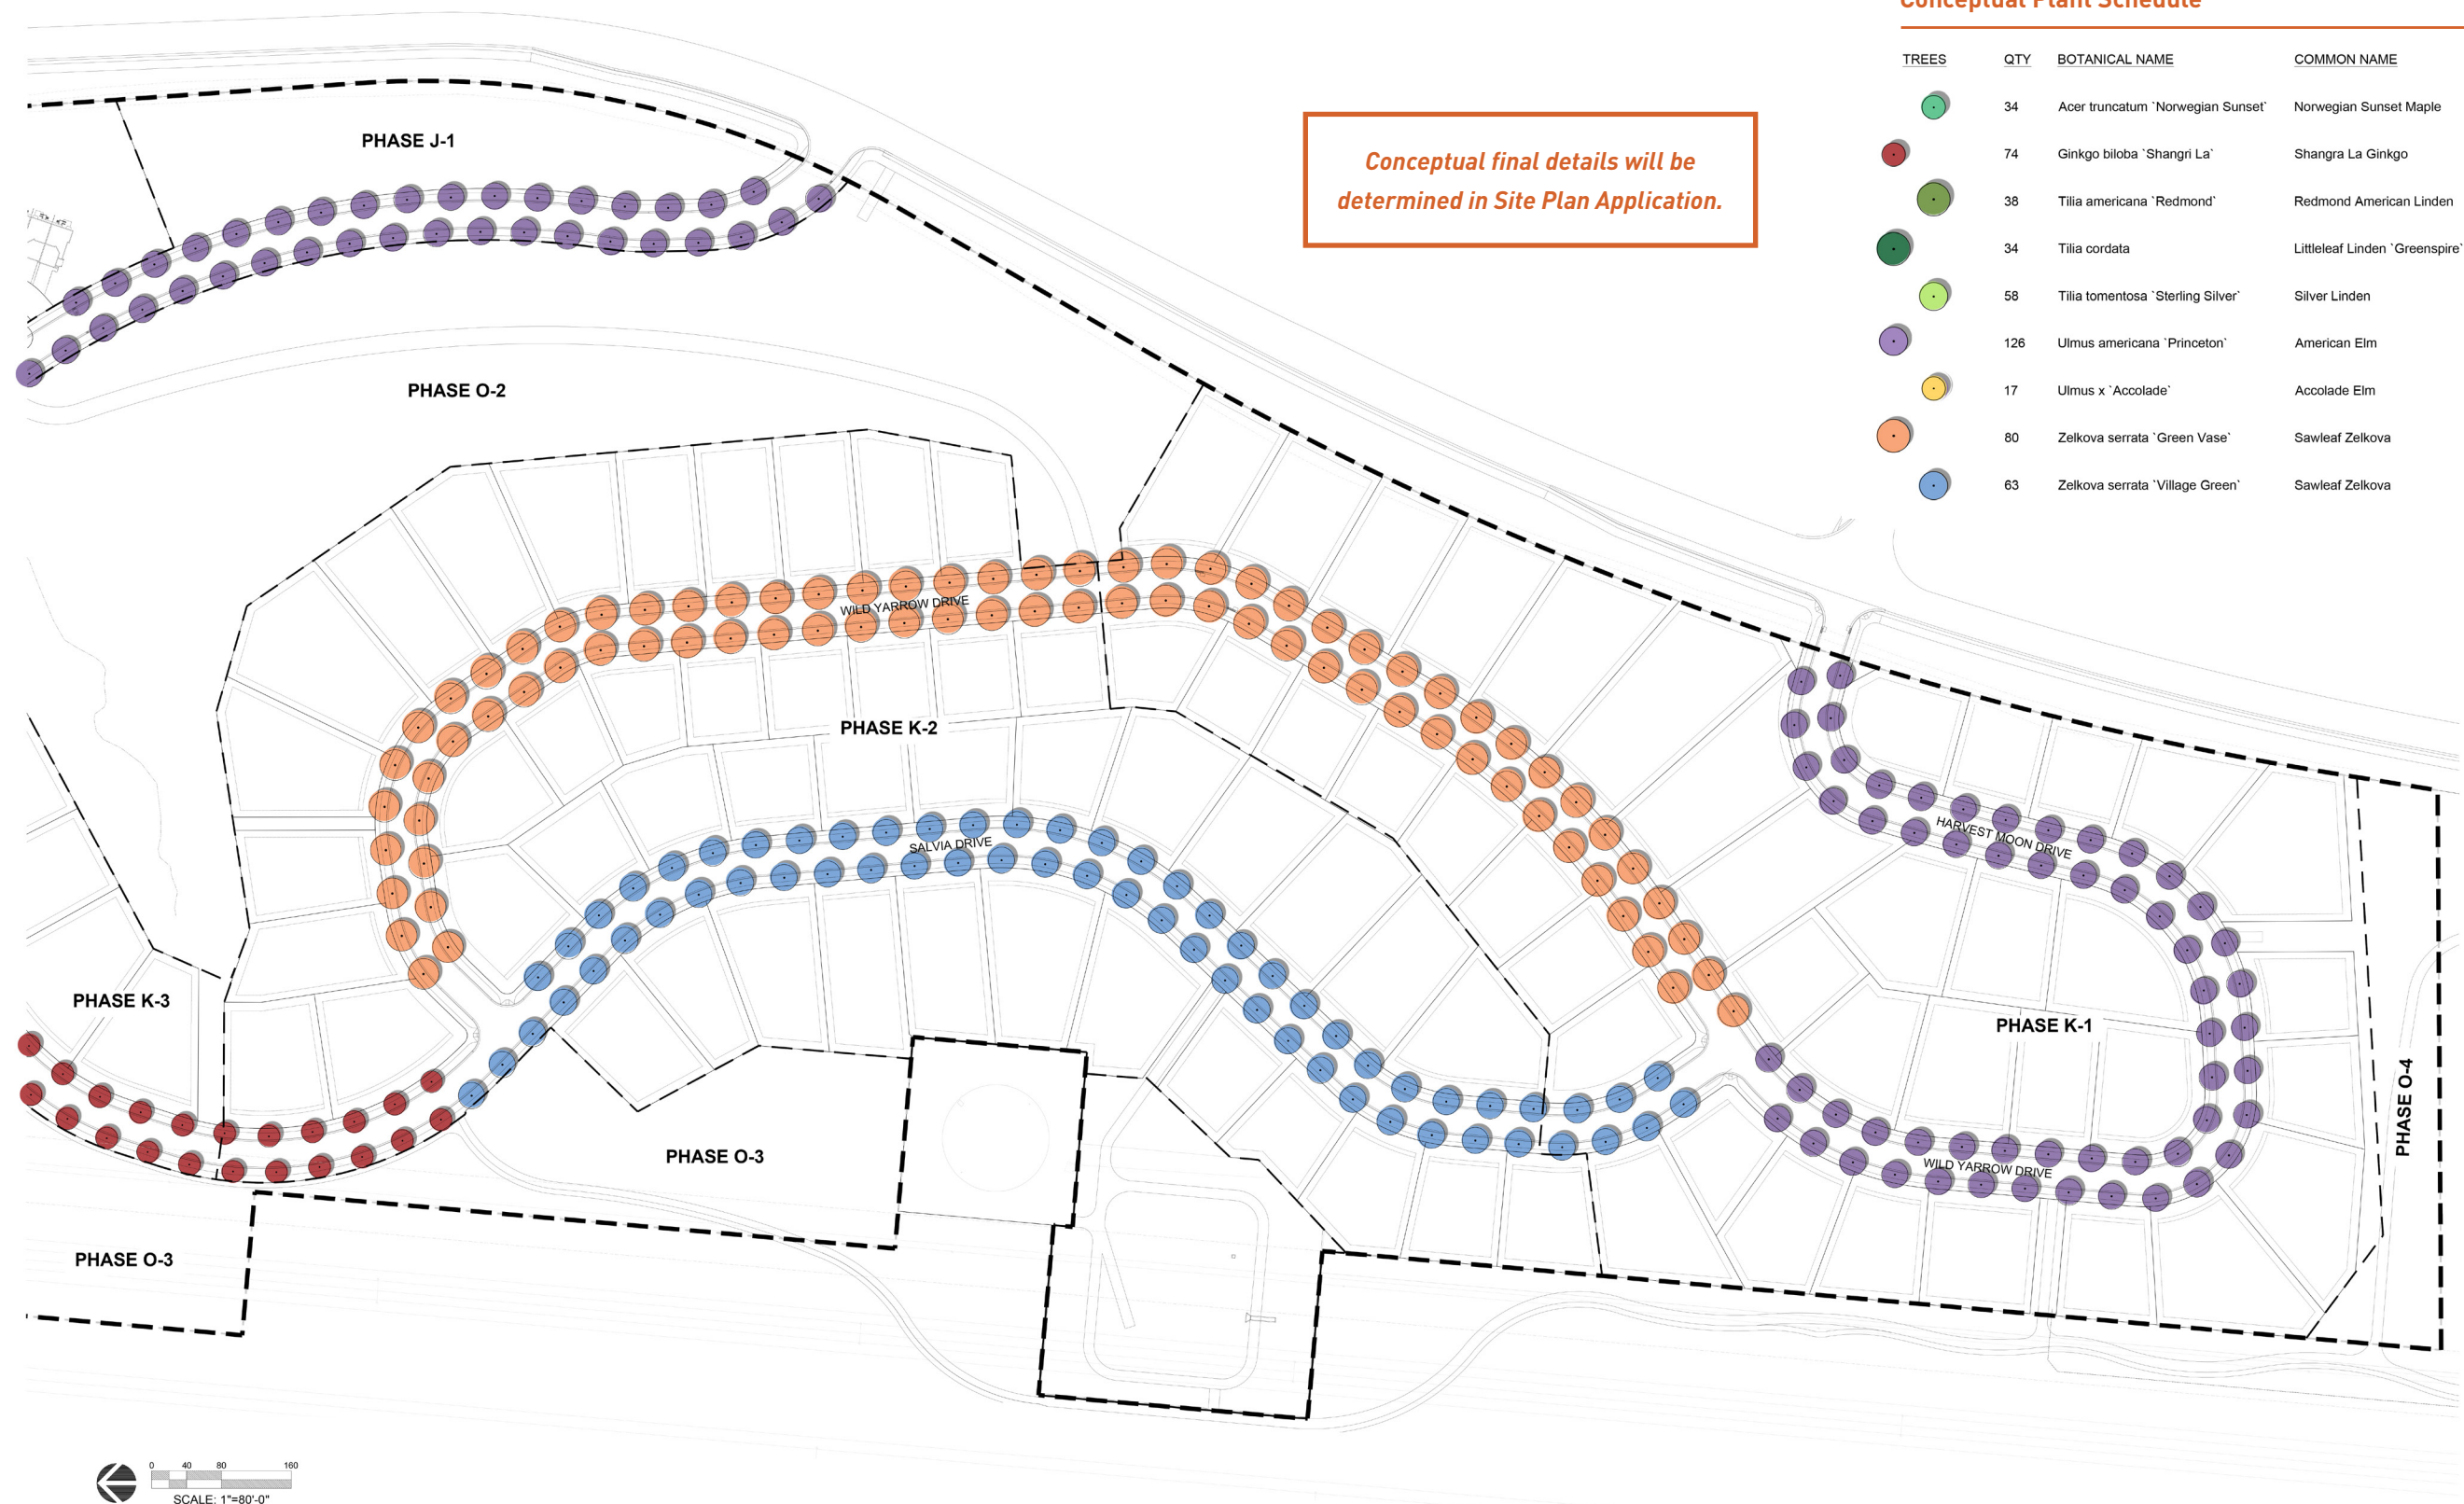 Conceptual Plant Schedule
TREES QTY BOTANICAL NAME COMMON NAME
34 Acer truncatum `Norwegian Sunset` Norwegian Sunset Maple
74 Ginkgo biloba `Shangri La` Shangra La Ginkgo
38 Tilia americana `Redmond` Redmond American Linden
34 Tilia cordata Littleleaf Linden `Greenspire`
58 Tilia tomentosa `Sterling Silver` Silver Linden
126 Ulmus americana `Princeton` American Elm
17 Ulmus x `Accolade` Accolade Elm
80 Zelkova serrata `Green Vase` Sawleaf Zelkova
63 Zelkova serrata `Village Green` Sawleaf Zelkova
Conceptual final details will be
determined in Site Plan Application.
PHASE J-1
PHASE O-2
WILD YARROW DRIVE
PHASE K-2
SALVIA DRIVE
HARVEST MOON DRIVE
PHASE K-3
PHASE K-1
PHASE O-4
PHASE O-3
WILD YARROW DRIVE
PHASE O-3
0 40 80 160
SCALE: 1"=80'-0"